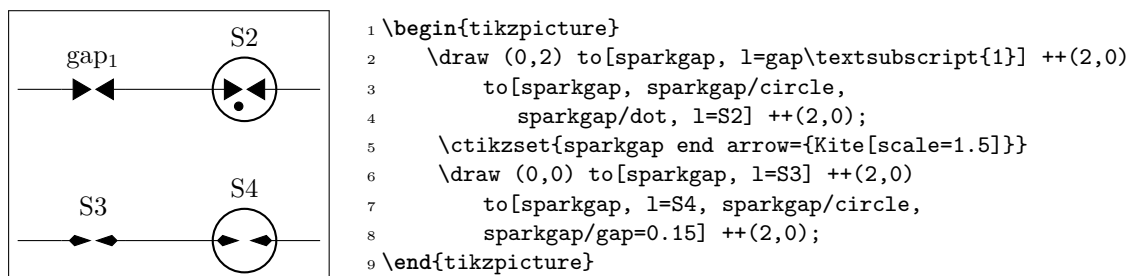 S2
gap1
S4
S3
1 \begin{tikzpicture}
2 \draw (0,2) to[sparkgap, l=gap\textsubscript{1}] ++(2,0)
3 to[sparkgap, sparkgap/circle,
4 sparkgap/dot, l=S2] ++(2,0);
5 \ctikzset{sparkgap end arrow={Kite[scale=1.5]}}
6 \draw (0,0) to[sparkgap, l=S3] ++(2,0)
7 to[sparkgap, l=S4, sparkgap/circle,
8 sparkgap/gap=0.15] ++(2,0);
9 \end{tikzpicture}